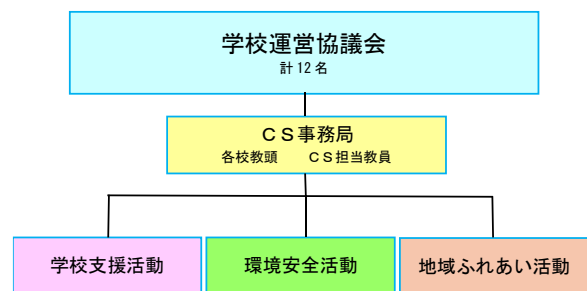 学校運営協議会
計12名
ＣＳ事務局
各校教頭　　ＣＳ担当教員
学校支援活動
環境安全活動
地域ふれあい活動